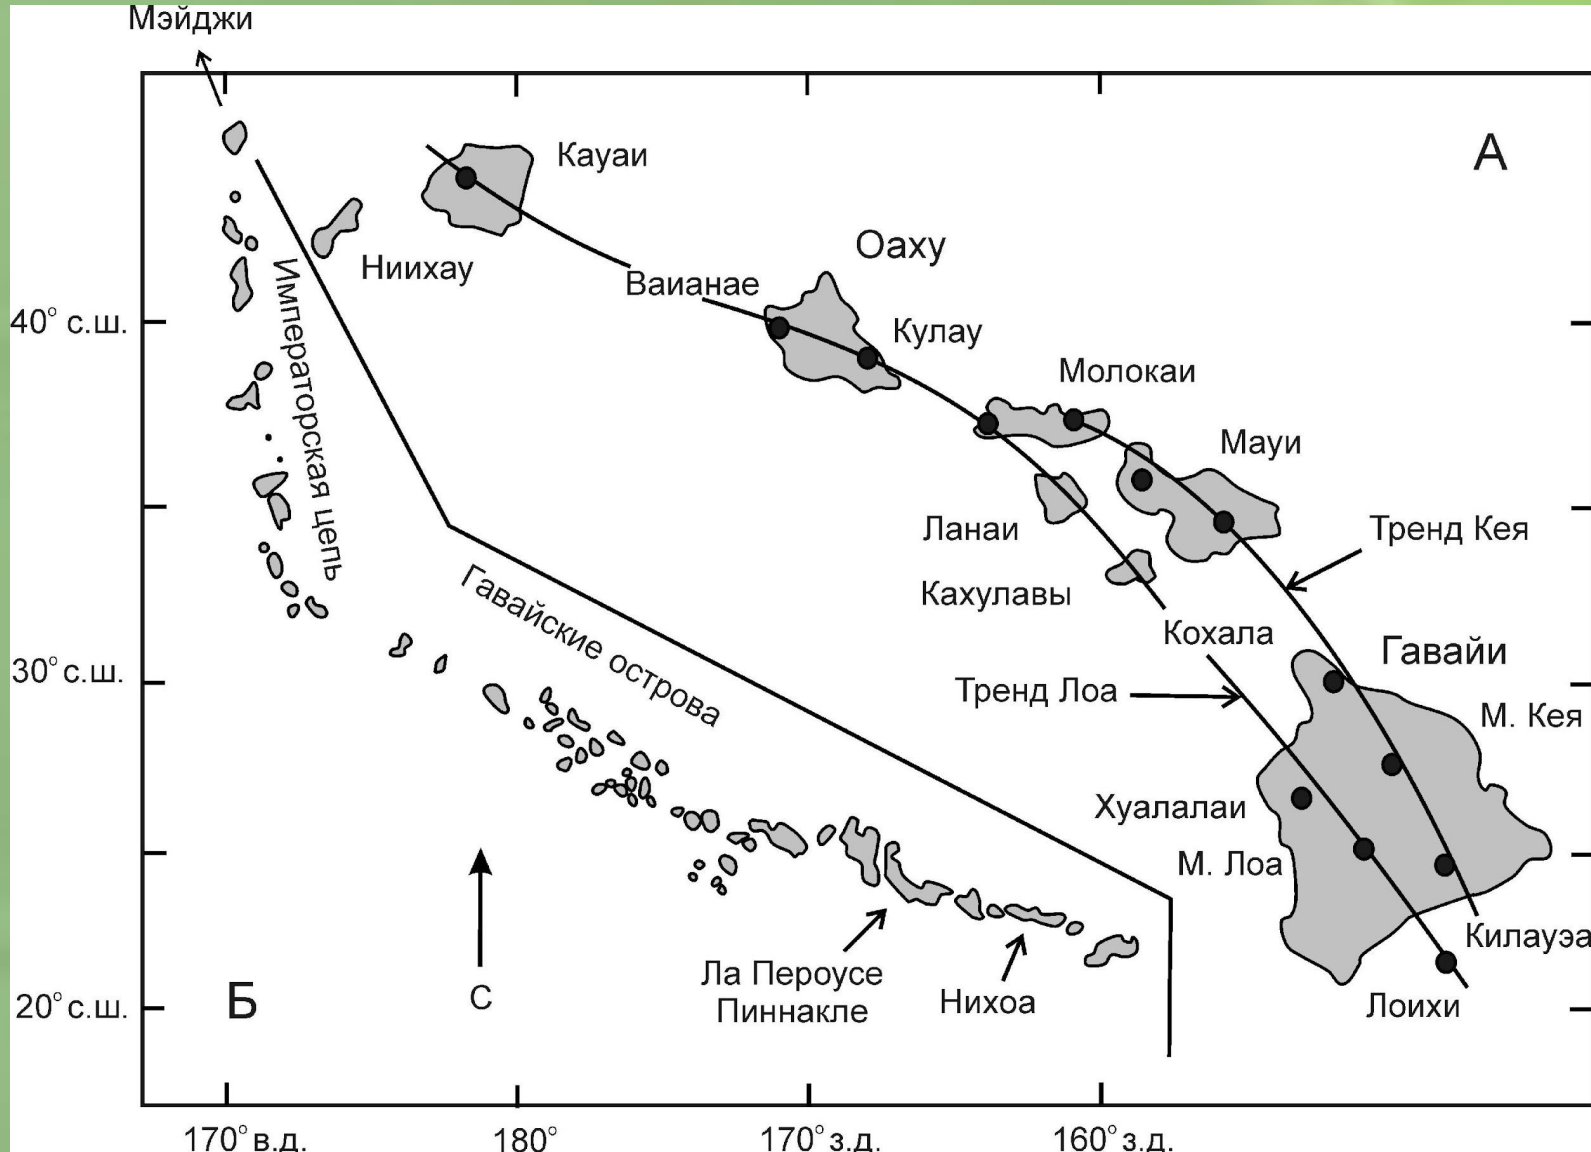 Мэйджи
А
Кауаи
Ниихау
Оаху
Ваианае
Кулау
40° с.ш.
Императорская цепь
Молокаи
Мауи
Ланаи
Тренд Кея
Кахулавы
Кохала
Гавайские острова
30° с.ш.
Тренд Лоа
Гавайи
М. Кея
Хуалалаи
М. Лоа
Килауэа
Ла Пероусе
Пиннакле
Нихоа
Лоихи
С
Б
20° с.ш.
170° в.д.
180°
170° з.д.
160° з.д.